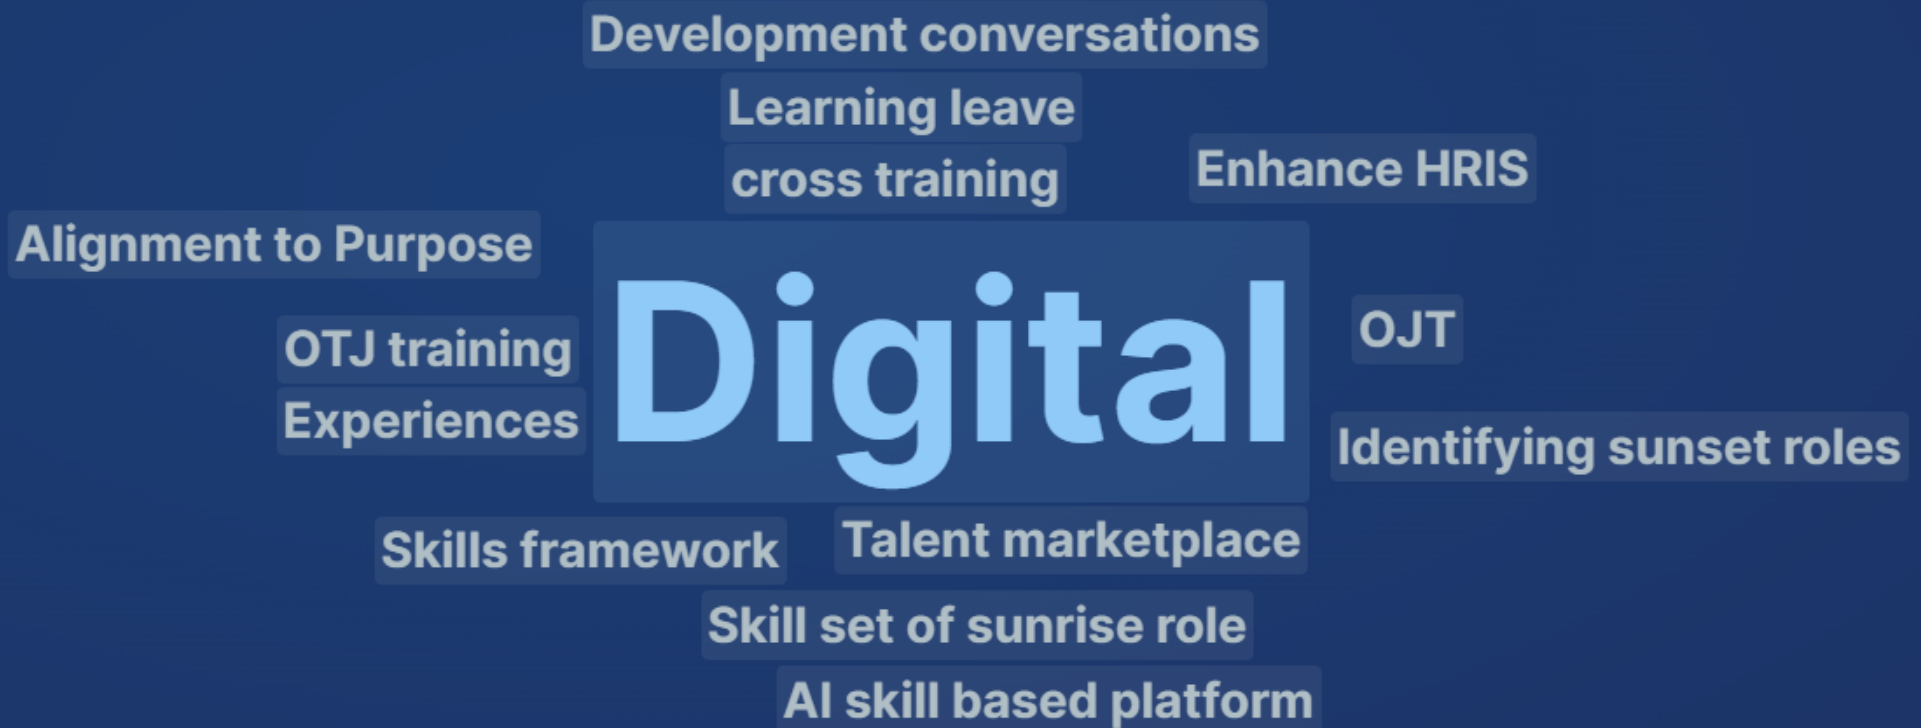 Development conversations
Learning leave
cross training
Enhance HRIS
Alignment to Purpose
Digital
OTJ training
OJT
Experiences
Identifying sunset roles
Skills framework
Talent marketplace
Skill set of sunrise role
AI skill based platform